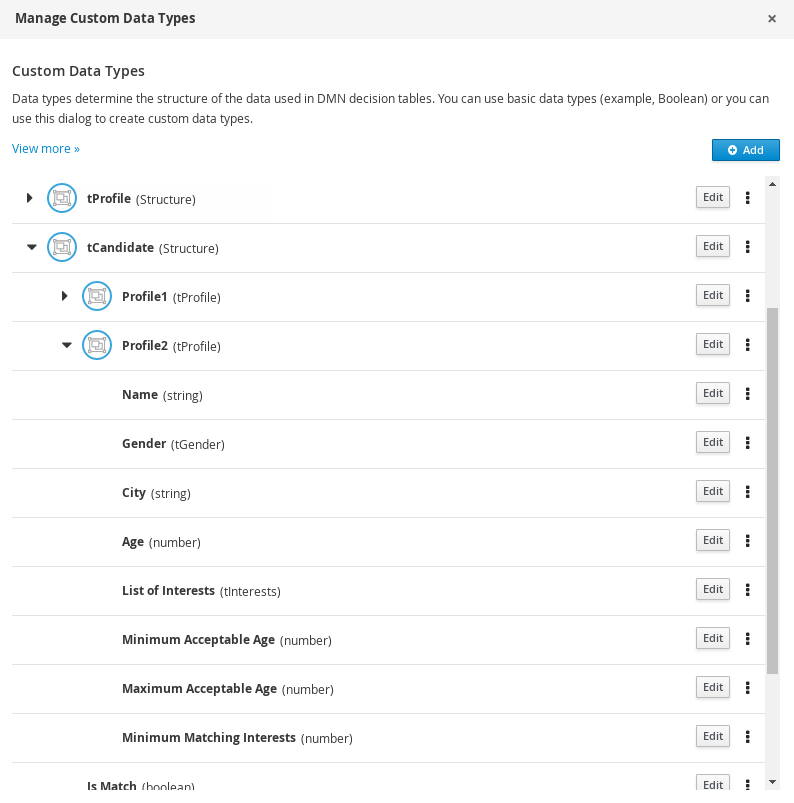 Manage Custom Data Types ×
Custom Data Types
Data types determine the structure of the data used in DMN decision tables. You can use basic data types (example, Boolean) or you can
use this dialog to create custom data types.
View more »
Add
tProfile (Structure) Edit
tCandidate (Structure) Edit
Profile1 (tProfile) Edit
Profile2 (tProfile) Edit
Name (string) Edit
Gender (tGender) Edit
City (string) Edit
Age (number) Edit
List of Interests (tInterests) Edit
Minimum Acceptable Age (number) Edit
Maximum Acceptable Age (number) Edit
Minimum Matching Interests (number) Edit
Is Match (boolean) Edit